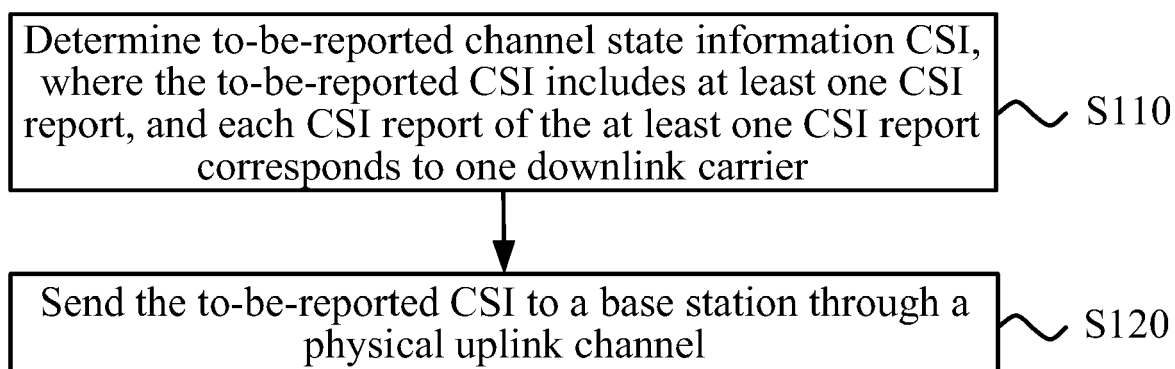 Determine to-be-reported channel state information CSI,
where the to-be-reported CSI includes at least one CSI
report, and each CSI report of the at least one CSI report
corresponds to one downlink carrier
S110
Send the to-be-reported CSI to a base station through a
physical uplink channel
S120